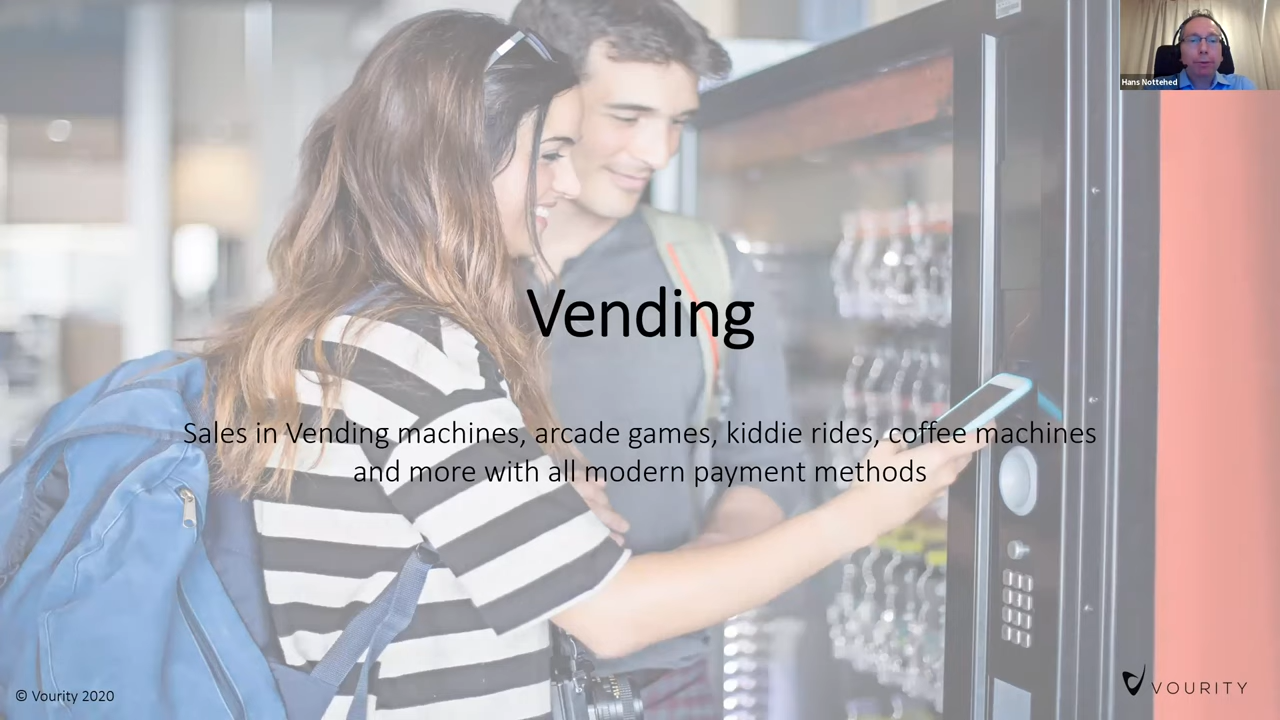 Hans Nottehed
Vending
Sales in Vending machines, arcade games, kiddie rides, coffee machines
and more with all modern payment methods
© Vourity 2020
VOURITY